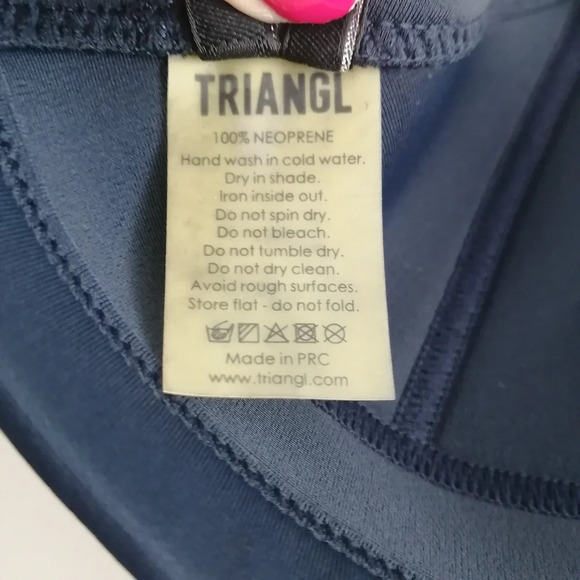 TRIANGL
100% NEOPRENE
Hand wash in cold water.
Dry in shade.
Iron inside out.
Do not spin dry.
Do not bleach.
Do not tumble dry.
Do not dry clean.
Avoid rough surfaces.
Store flat - do not fold.
Made in PRC
www.triangl.com